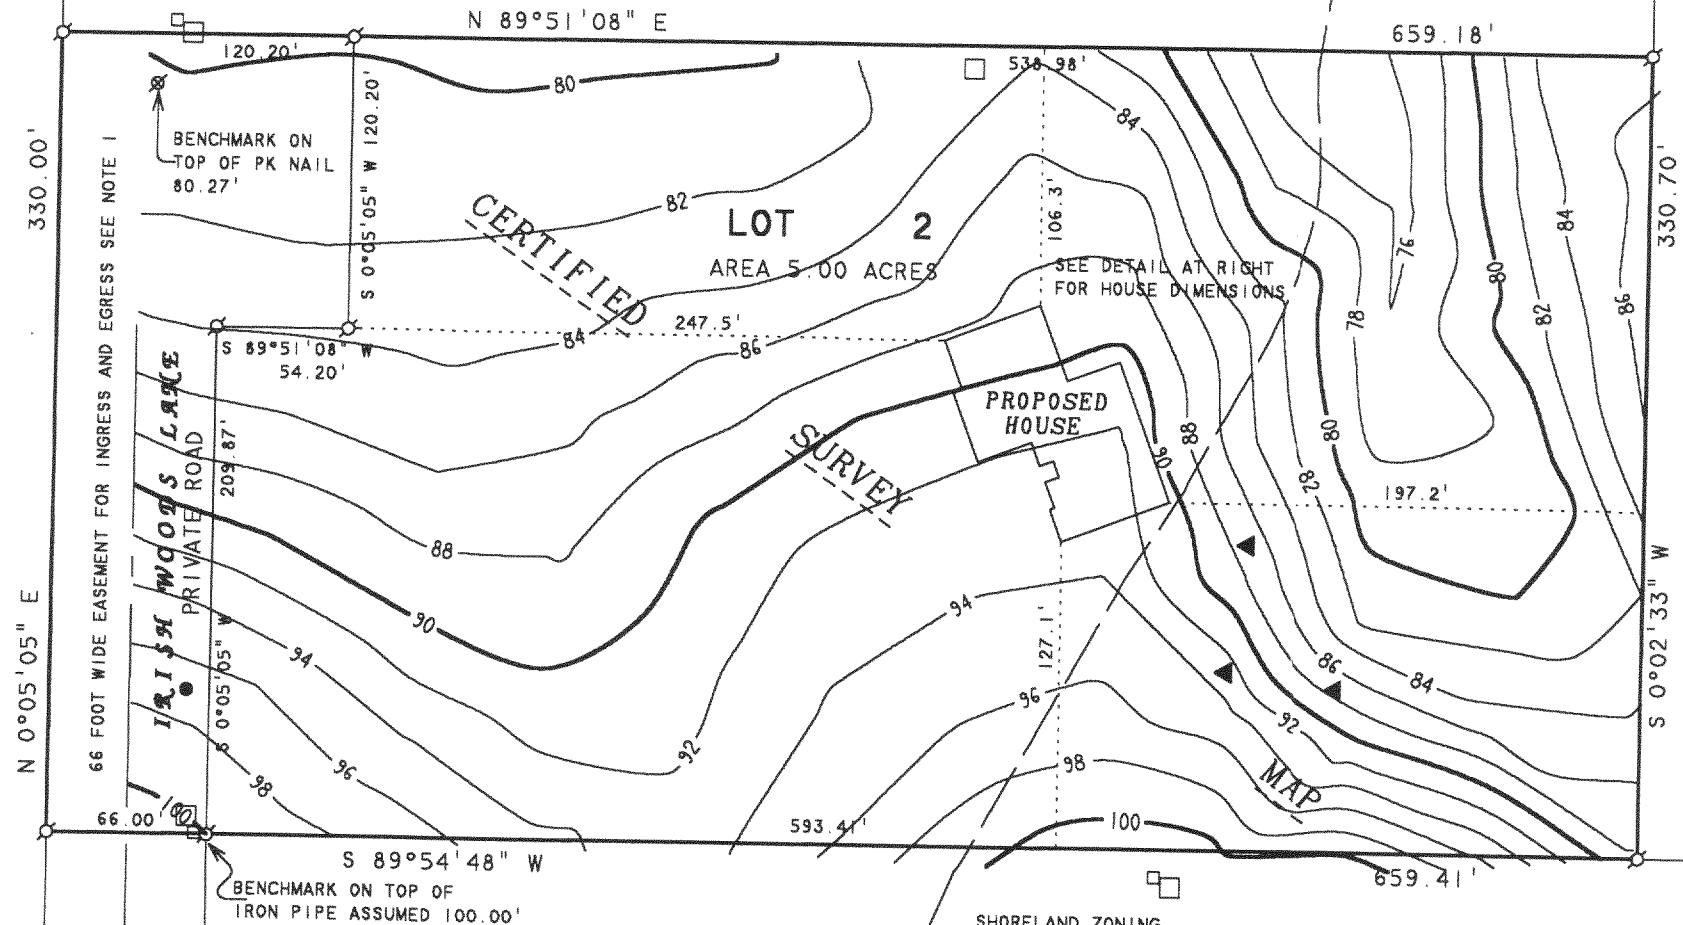 N 89°51'08" E
659.18'
120.20'
538.98'
80
84
BENCHMARK ON
TOP OF PK NAIL
80.27'
S 0°05'05" W 120.20'
330.00'
66 FOOT WIDE EASEMENT FOR INGRESS AND EGRESS SEE NOTE 1
82
CERTIFIED
LOT 2
AREA 5.00 ACRES
106.3'
SEE DETAIL AT RIGHT
FOR HOUSE DIMENSIONS
76
80
84
86
330.70'
78
82
84
247.5'
86
S 89°51'08" W
54.20'
IRISH WOODS LANE
PRIVATE ROAD
209.87'
PROPOSED
HOUSE
88
90
80
82
197.2'
SURVEY
88
90
94
94
127.1'
N 0°05'05" E
S 0°05'05" W
S 0°02'33" W
86
84
96
92
92
96
98
98
MAP
100
66.00'
593.41'
100
S 89°54'48" W
659.41'
BENCHMARK ON TOP OF
IRON PIPE ASSUMED 100.00'
SHORELAND ZONING